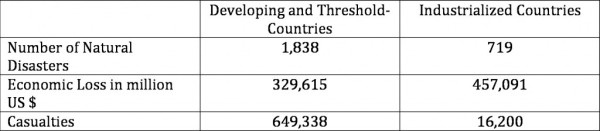 Developing and Threshold-
Countries
Industrialized Countries
Number of Natural
Disasters
1,838
719
Economic Loss in million
US $
329,615
457,091
Casualties
649,338
16,200